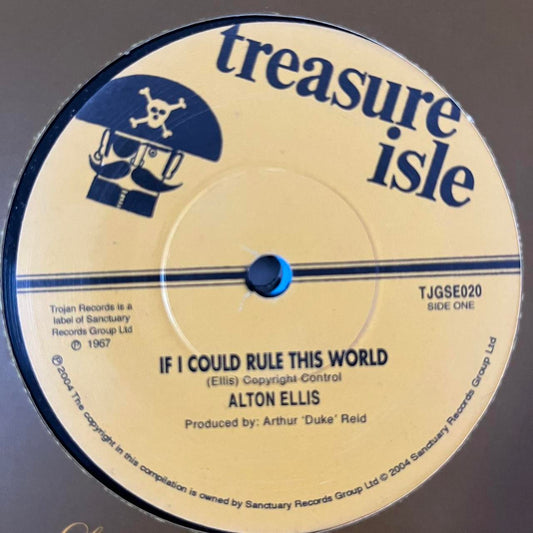 treasure
isle
TJGSE020
SIDE ONE
Trojan Records is a
label of Sanctuary
Records Group Ltd
℗ 1967
IF I COULD RULE THIS WORLD
(Ellis) Copyright Control
ALTON ELLIS
Produced by: Arthur 'Duke' Reid
℗ 2004 The copyright in this compilation is owned by Sanctuary Records Group Ltd © 2004 Sanctuary Records Group Ltd